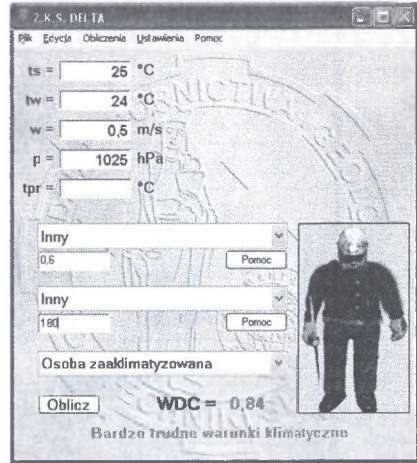 Z.K.S. DELTA
Plik Edycja Obliczenia Ustawienia Pomoc
ts = 25 °C
tw = 24 °C
w = 0,5 m/s
p = 1025 hPa
tpr = °C
Inny
0,6 Pomoc
Inny
180 Pomoc
Osoba zaaklimatyzowana
Oblicz WDC = 0,84
Bardzo trudne warunki klimatyczne